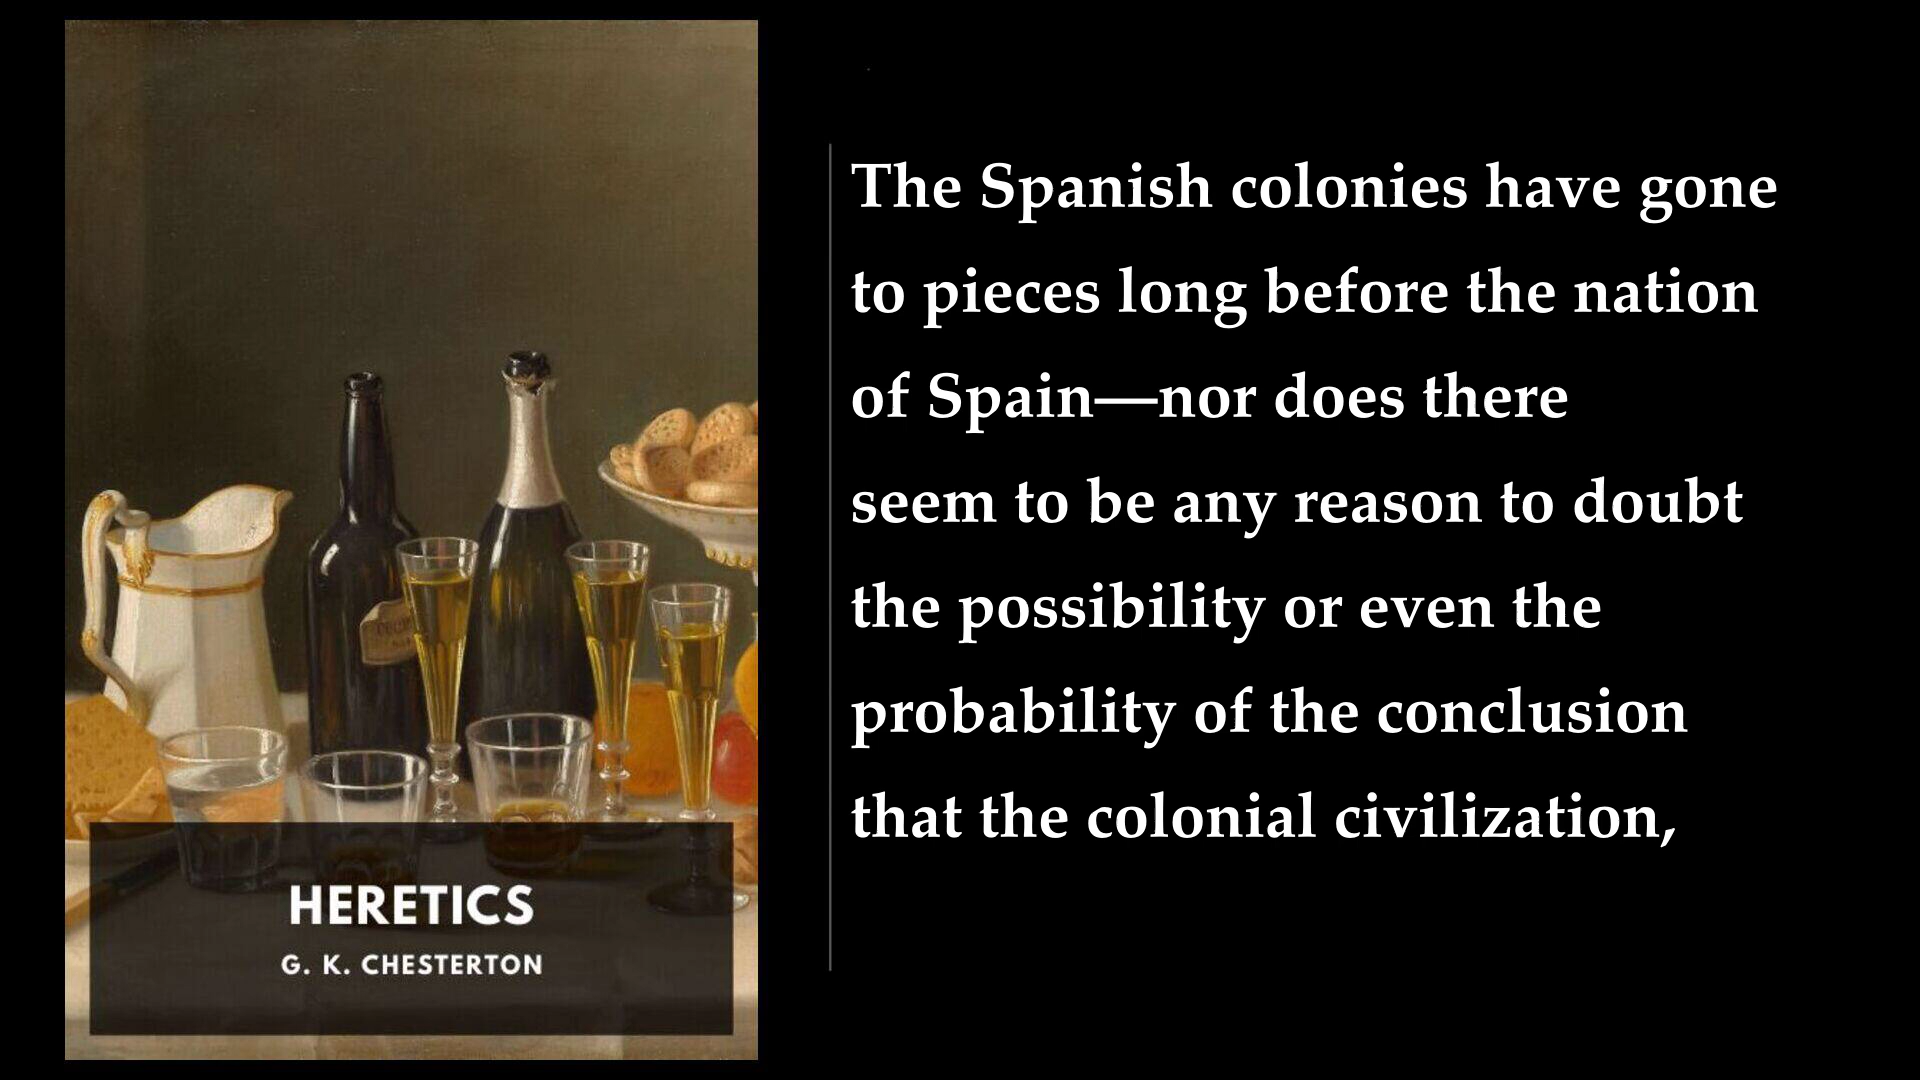 The Spanish colonies have gone
to pieces long before the nation
of Spain—nor does there
seem to be any reason to doubt
the possibility or even the
probability of the conclusion
that the colonial civilization,
HERETICS
G. K. CHESTERTON